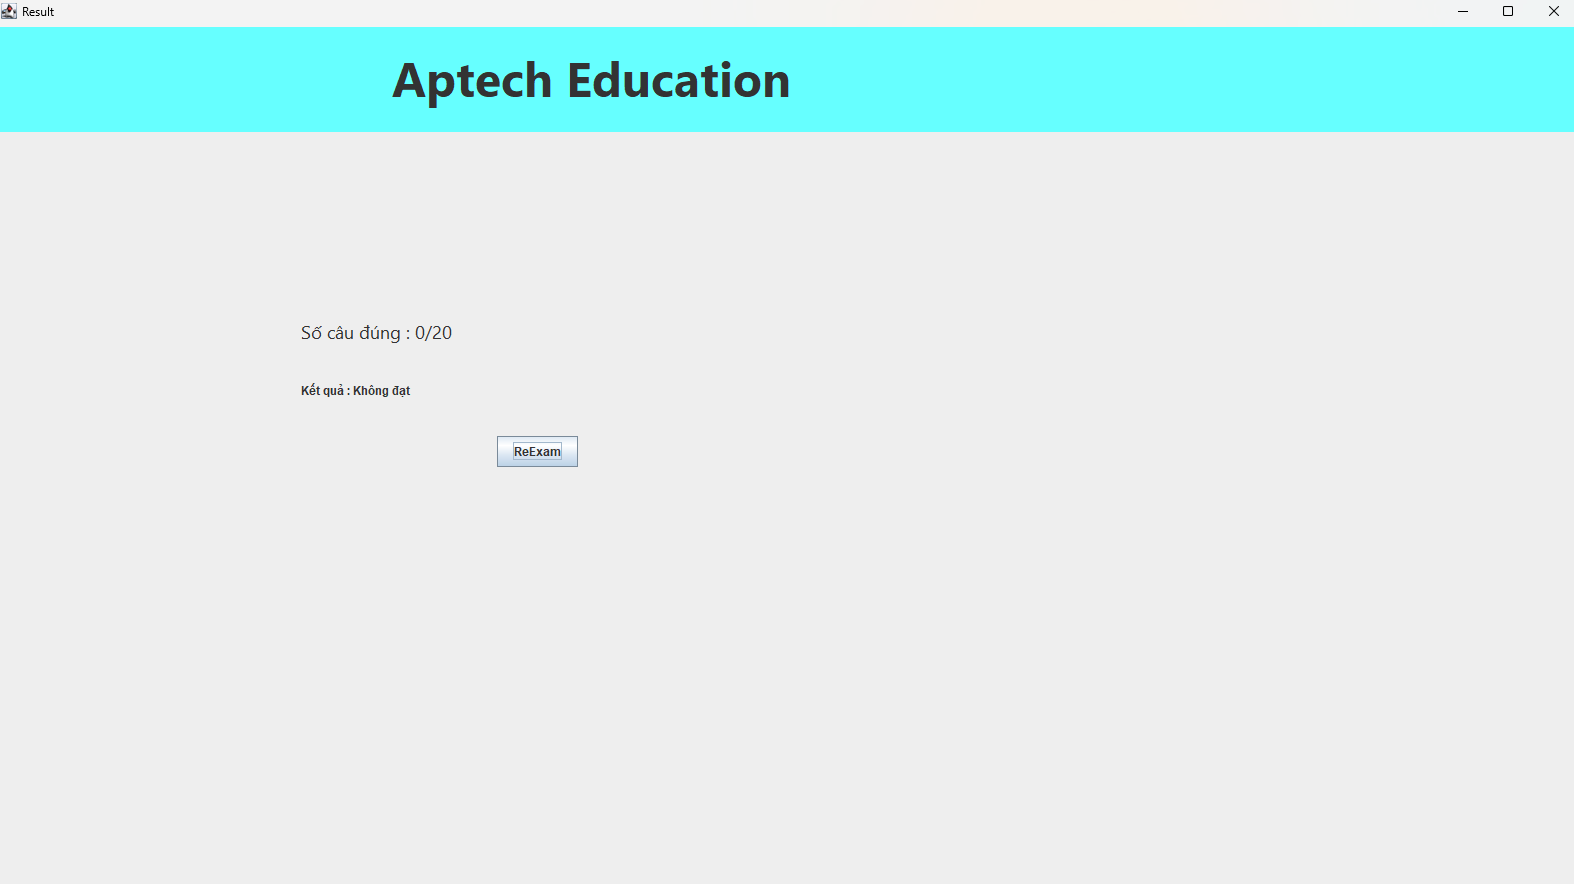 Result
Aptech Education
Số câu đúng : 0/20
Kết quả : Không đạt
ReExam